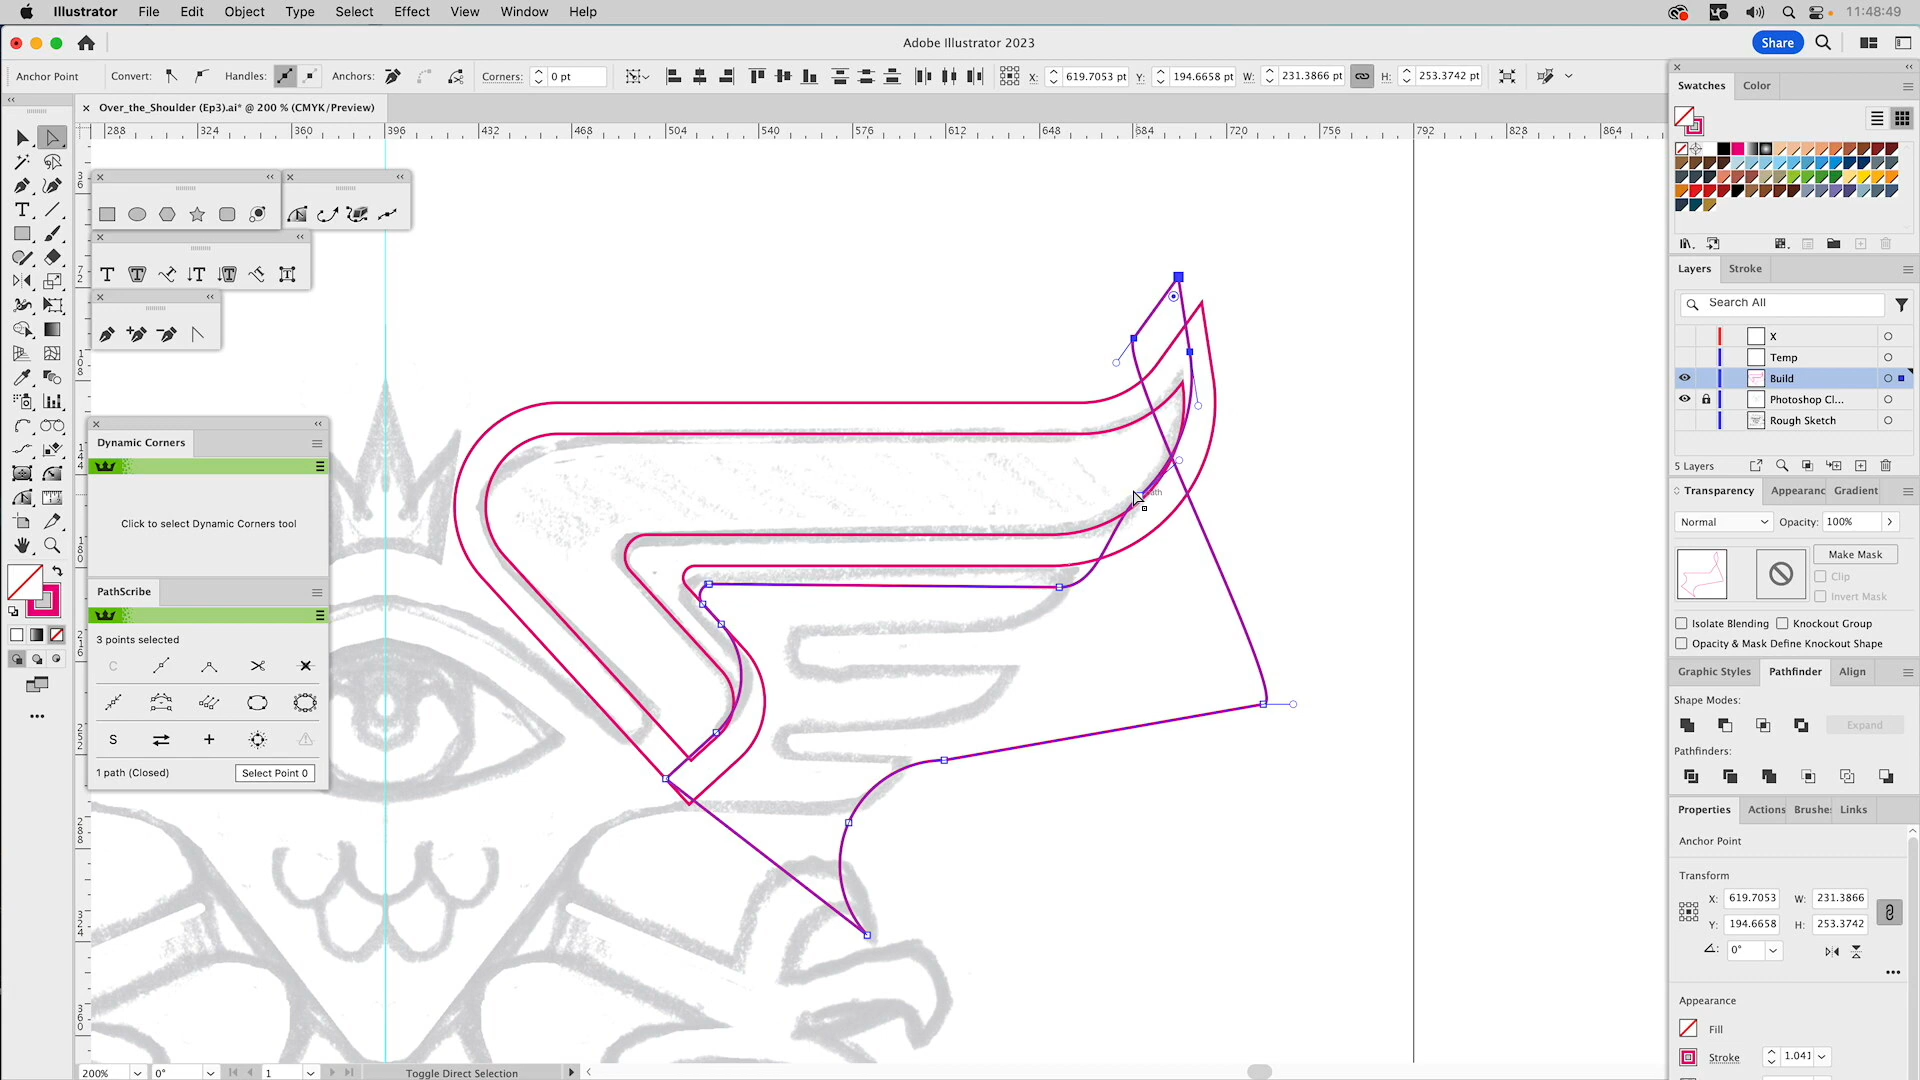 Illustrator File Edit Object Type Select Effect View Window Help 11:48:49
Adobe Illustrator 2023
Share
Anchor Point Convert: Handles: Anchors: Corners: 0 pt X: 619.7053 pt Y: 194.6658 pt W: 231.3866 pt H: 253.3742 pt
Over_the_Shoulder (Ep3).ai* @ 200 % (CMYK/Preview)
288 324 360 396 432 468 504 540 576 612 648 684 720 756 792 828 864
Swatches Color
Layers Stroke
Search All
X
Temp
Build
Photoshop Cl...
Rough Sketch
5 Layers
Transparency Appearanc Gradient
Normal Opacity: 100%
Make Mask
Clip
Invert Mask
Isolate Blending Knockout Group
Opacity & Mask Define Knockout Shape
Graphic Styles Pathfinder Align
Shape Modes:
Expand
Pathfinders:
Properties Actions Brushes Links
Anchor Point
Transform
X: 619.7053 W: 231.3866
Y: 194.6658 H: 253.3742
0°
Appearance
Fill
Stroke 1.041
Dynamic Corners
Click to select Dynamic Corners tool
PathScribe
3 points selected
1 path (Closed) Select Point 0
200% 0° 1 Toggle Direct Selection